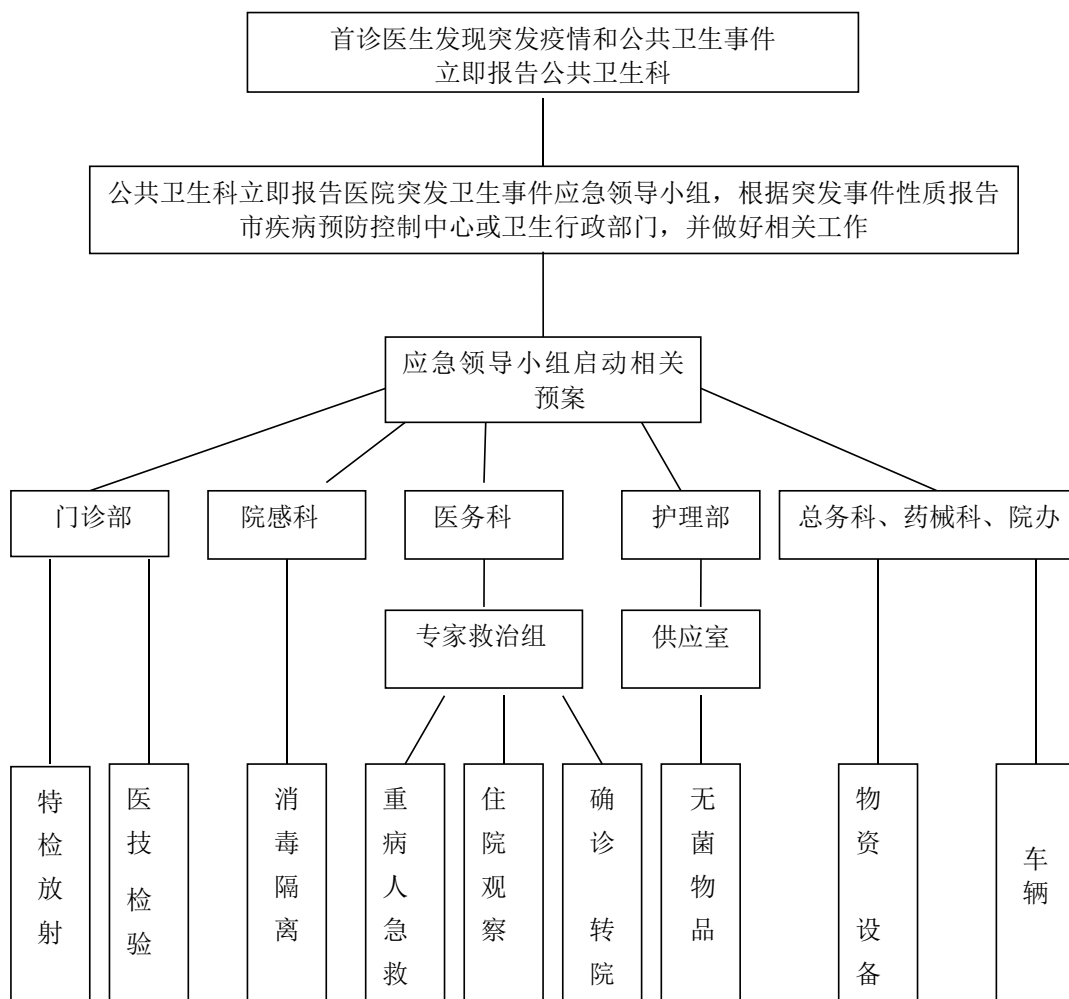 首诊医生发现突发疫情和公共卫生事件
立即报告公共卫生科
公共卫生科立即报告医院突发卫生事件应急领导小组，根据突发事件性质报告
市疾病预防控制中心或卫生行政部门，并做好相关工作
应急领导小组启动相关
预案
门诊部
院感科
医务科
护理部
总务科、药械科、院办
专家救治组
供应室
特检放射
医技 检验
消毒隔离
重病人急救
住院观察
确诊 转院
无菌物品
物资 设备
车辆